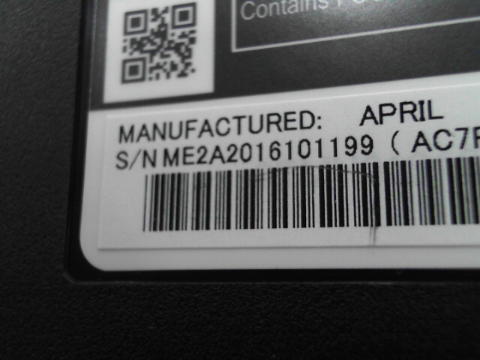 Contains
MANUFACTURED: APRIL
S/N ME2A2016101199 ( AC7